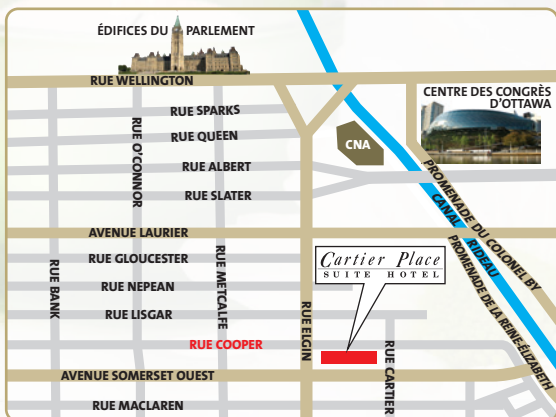 ÉDIFICES DU PARLEMENT
RUE WELLINGTON
CENTRE DES CONGRÈS
D'OTTAWA
RUE SPARKS
RUE O'CONNOR
RUE QUEEN
CNA
RUE ALBERT
RUE SLATER
PROMENADE DU COLONEL BY
CANAL RIDEAU
AVENUE LAURIER
PROMENADE DE LA REINE-ÉLIZABETH
RUE GLOUCESTER
RUE METCALFE
Cartier Place
SUITE HOTEL
RUE BANK
RUE NEPEAN
RUE ELGIN
RUE LISGAR
RUE COOPER
RUE CARTIER
AVENUE SOMERSET OUEST
RUE MACLAREN